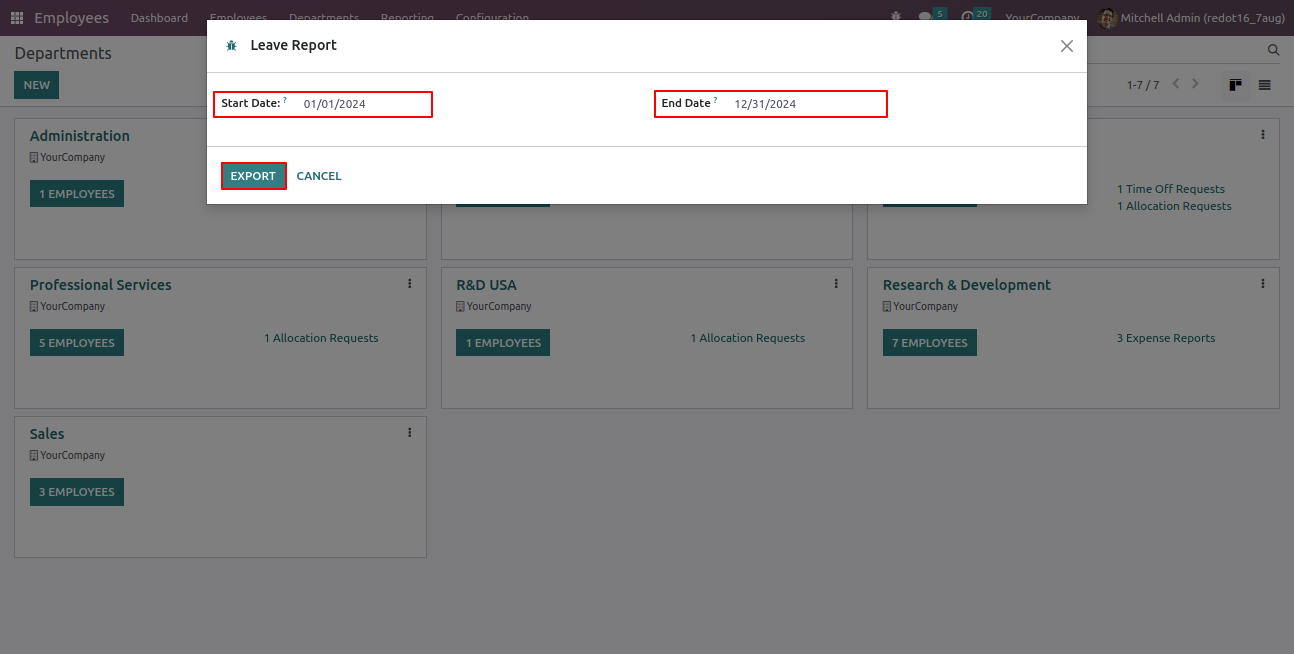 Employees Dashboard Employees Departments Reporting Configuration 5 20 YourCompany Mitchell Admin (redot16_7aug)
Departments
NEW
1-7 / 7
Leave Report
Start Date: ? 01/01/2024
End Date ? 12/31/2024
EXPORT CANCEL
Administration
YourCompany
1 EMPLOYEES
1 Time Off Requests
1 Allocation Requests
Professional Services
YourCompany
5 EMPLOYEES
1 Allocation Requests
R&D USA
YourCompany
1 EMPLOYEES
1 Allocation Requests
Research & Development
YourCompany
7 EMPLOYEES
3 Expense Reports
Sales
YourCompany
3 EMPLOYEES